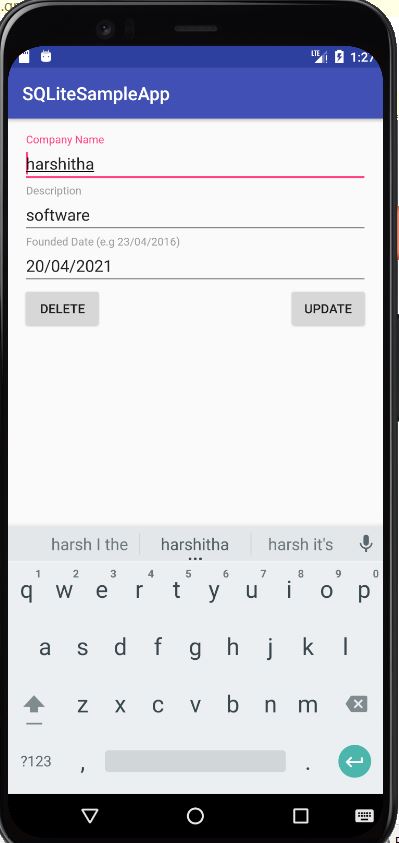 LTE 1:27
SQLiteSampleApp
Company Name
harshitha
Description
software
Founded Date (e.g 23/04/2016)
20/04/2021
DELETE UPDATE
harsh I the harshitha harsh it's
1 2 3 4 5 6 7 8 9 0
q w e r t y u i o p
a s d f g h j k l
z x c v b n m
?123 , .